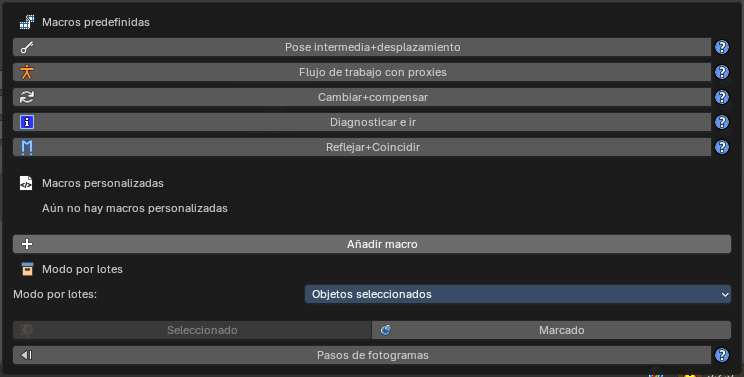 Macros predefinidas
Pose intermedia+desplazamiento
Flujo de trabajo con proxies
Cambiar+compensar
Diagnosticar e ir
Reflejar+Coincidir
Macros personalizadas
Aún no hay macros personalizadas
Añadir macro
Modo por lotes
Modo por lotes:
Objetos seleccionados
Seleccionado
Marcado
Pasos de fotogramas